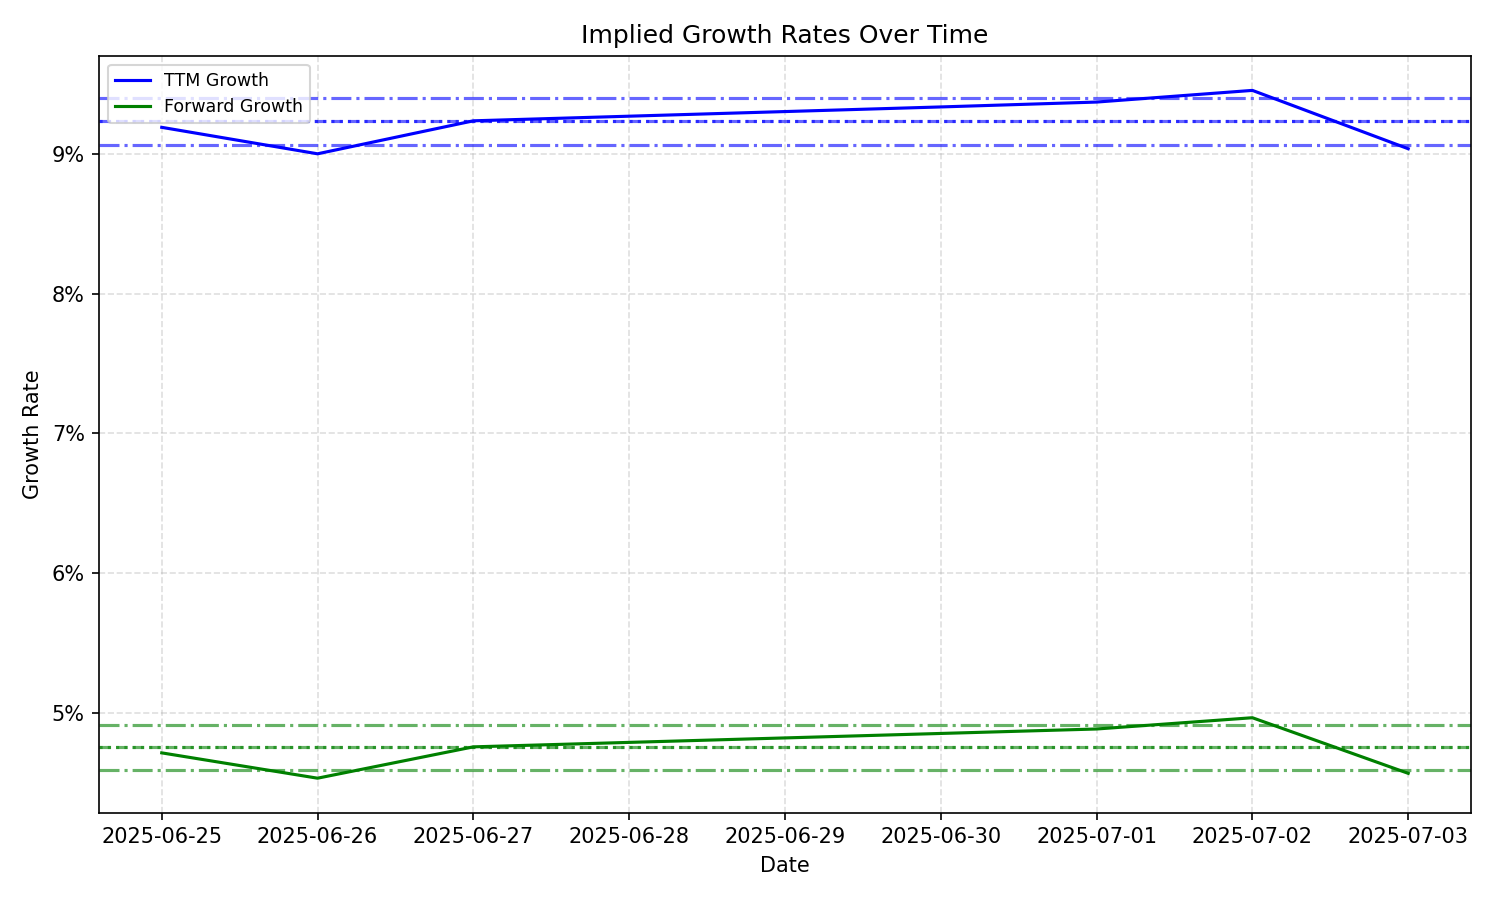 Implied Growth Rates Over Time
TTM Growth
Forward Growth
Growth Rate
9%
8%
7%
6%
5%
2025-06-25 2025-06-26 2025-06-27 2025-06-28 2025-06-29 2025-06-30 2025-07-01 2025-07-02 2025-07-03
Date